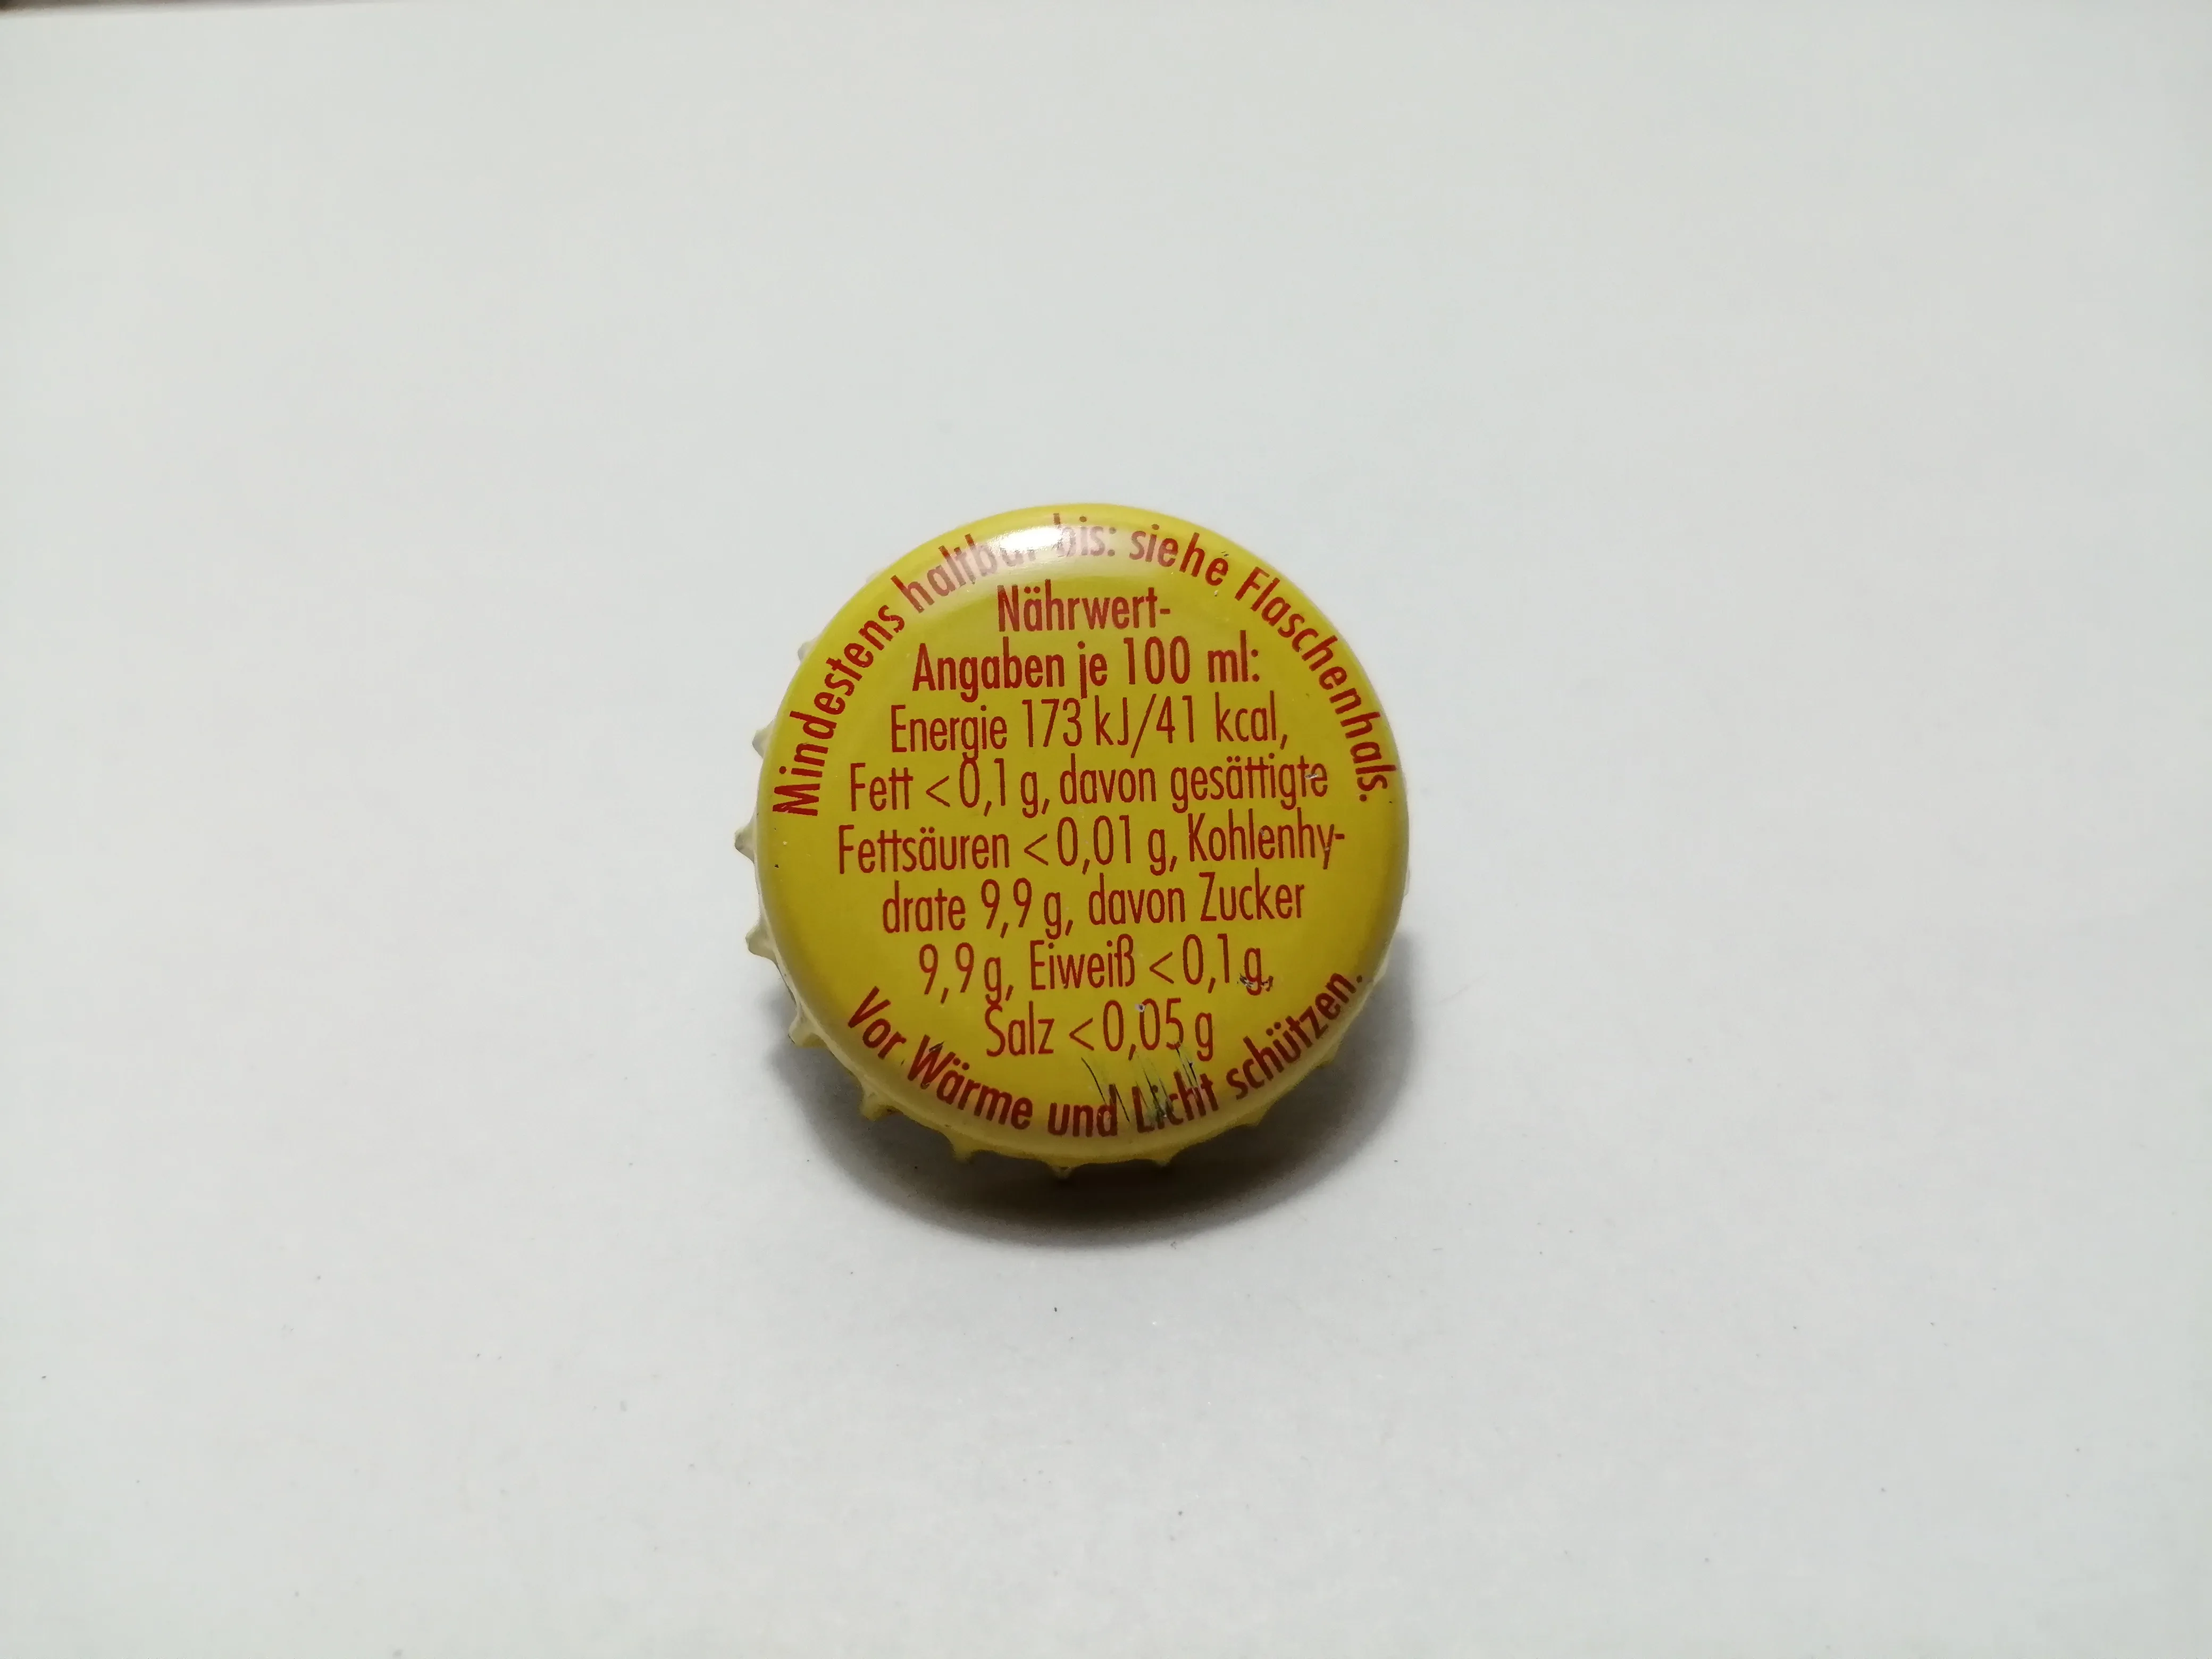 Mindestens haltbar bis: siehe Flaschenhals.
Nährwert-
Angaben je 100 ml:
Energie 173 kJ/41 kcal,
Fett <0,1 g, davon gesättigte
Fettsäuren <0,01 g, Kohlenhy-
drate 9,9 g, davon Zucker
9,9 g, Eiweiß <0,1 g,
Salz <0,05 g
Vor Wärme und Licht schützen.